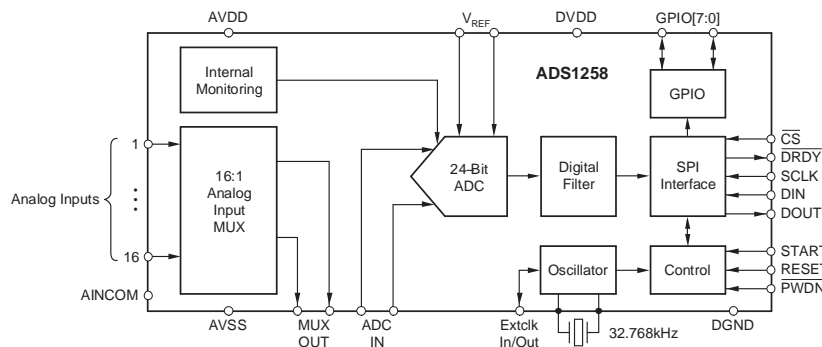 AVDD
VREF
DVDD
GPIO[7:0]
Internal
Monitoring
ADS1258
GPIO
1
16:1
Analog
Input
MUX
24-Bit
ADC
Digital
Filter
SPI
Interface
CS
DRDY
SCLK
DIN
DOUT
Analog Inputs
16
Oscillator
Control
START
RESET
PWDN
AINCOM
AVSS
MUX
OUT
ADC
IN
Extclk
In/Out
32.768kHz
DGND